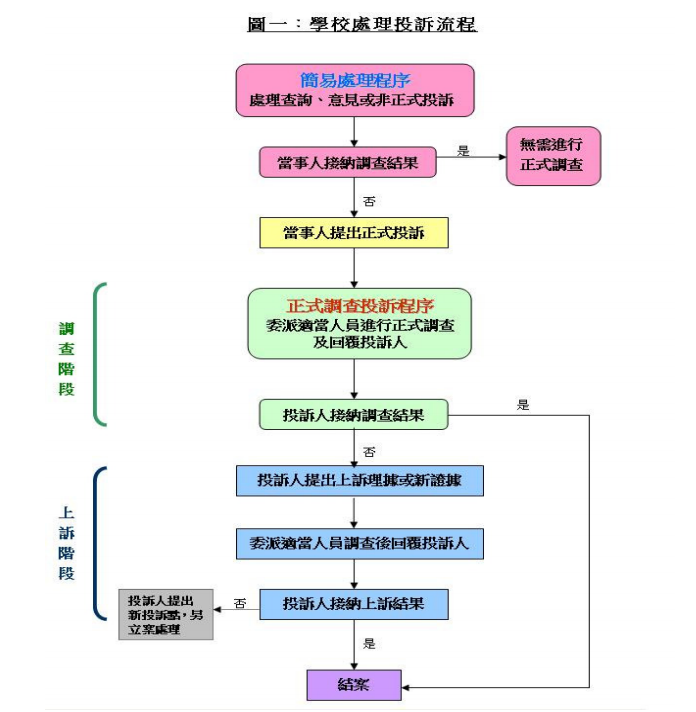 圖一：學校處理投訴流程
簡易處理程序
處理查詢、意見或非正式投訴
當事人接納調查結果
是
無需進行
正式調查
否
當事人提出正式投訴
調查階段
正式調查投訴程序
委派適當人員進行正式調查
及回覆投訴人
投訴人接納調查結果
是
否
上訴階段
投訴人提出上訴理據或新證據
委派適當人員調查後回覆投訴人
投訴人接納上訴結果
否
投訴人提出
新投訴點，另
立案處理
是
結案